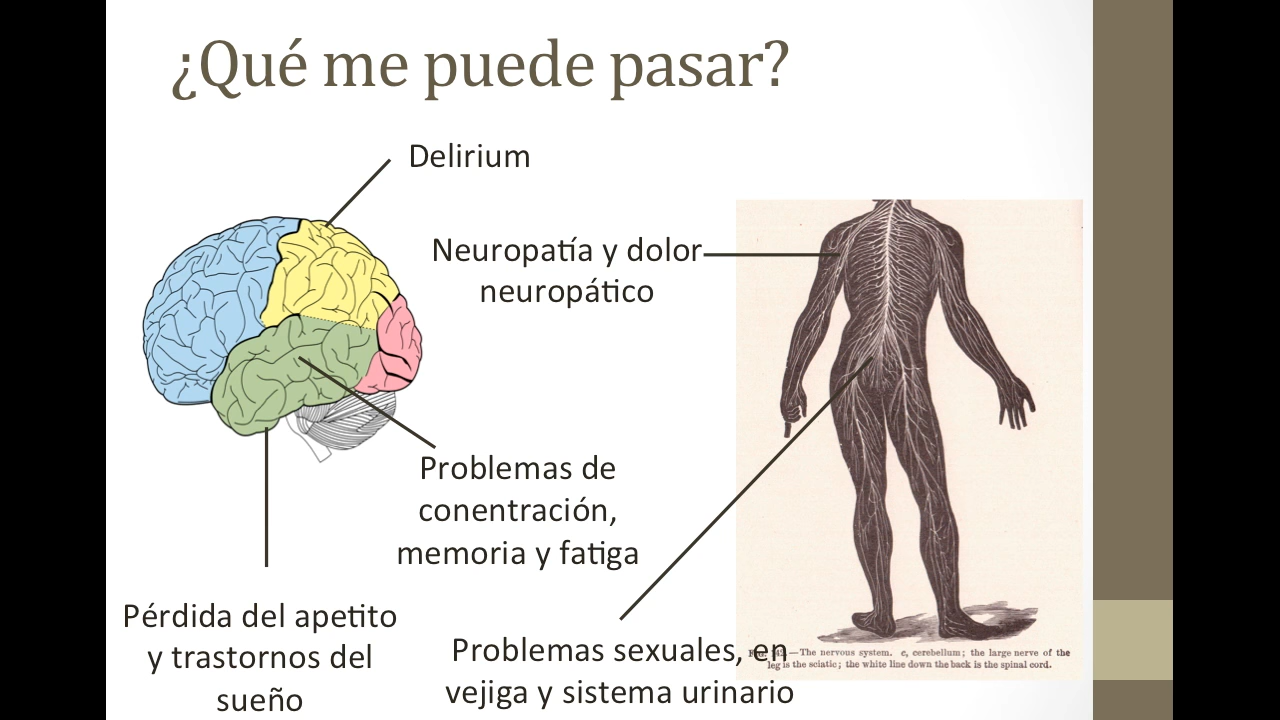 ¿Qué me puede pasar?
Delirium
Neuropatía y dolor
neuropático
Problemas de
conentración,
memoria y fatiga
Pérdida del apetito
y trastornos del
sueño
Problemas sexuales, en
vejiga y sistema urinario
—The nervous system. c, cerebellum; the large nerve of the
leg is the sciatic; the white line down the back is the spinal cord.